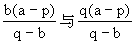 b(a − p) 与 q(a − p)
q − b q − b